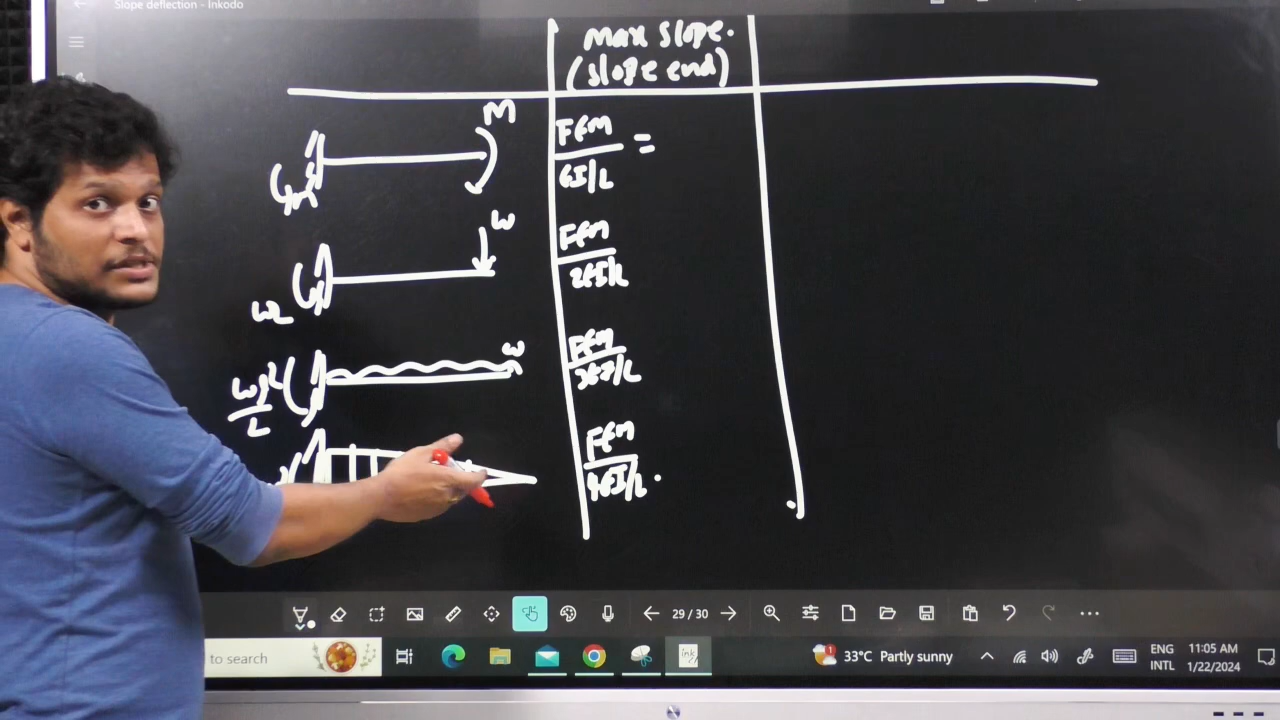 Slope deflection - Inkodo
max slope.
(slope end)
M
FEM
EI/L
=
M
W
FEM
2EI/L
WL
w
FEM
3EI/L
FEM
4EI/L.
29 / 30
to search
33°C Partly sunny
ENG
INTL
11:05 AM
1/22/2024